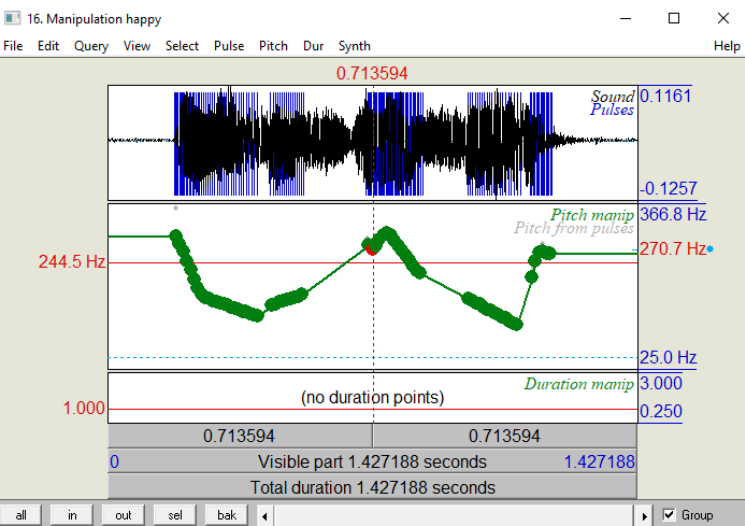 16. Manipulation happy
File Edit Query View Select Pulse Pitch Dur Synth Help
0.713594
Sound 0.1161
Pulses
-0.1257
Pitch manip 366.8 Hz
Pitch from pulses
244.5 Hz 270.7 Hz
25.0 Hz
Duration manip 3.000
(no duration points)
1.000 0.250
0.713594 0.713594
0 Visible part 1.427188 seconds 1.427188
Total duration 1.427188 seconds
all in out sel bak Group